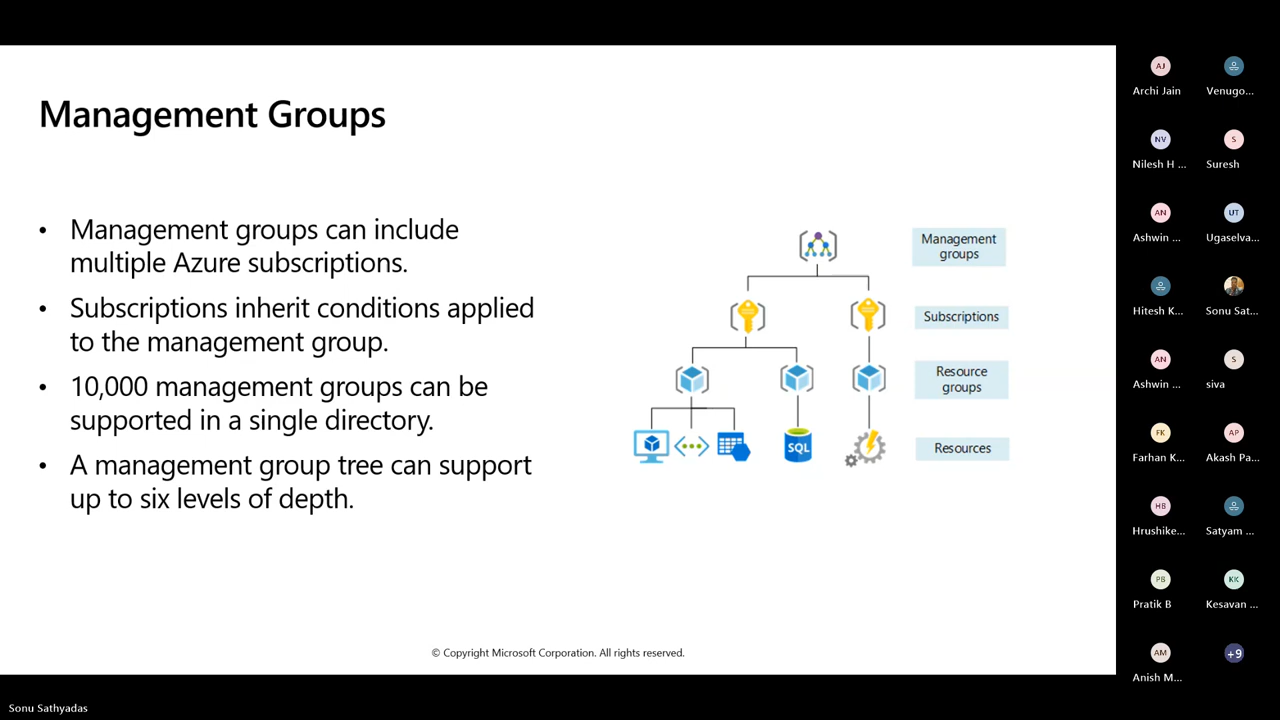 Management Groups
• Management groups can include
multiple Azure subscriptions.
• Subscriptions inherit conditions applied
to the management group.
• 10,000 management groups can be
supported in a single directory.
• A management group tree can support
up to six levels of depth.
Management
groups
Subscriptions
Resource
groups
SQL
Resources
© Copyright Microsoft Corporation. All rights reserved.
AJ
Archi Jain
Venugo...
NV
Nilesh H ...
S
Suresh
AN
Ashwin ...
UT
Ugaselva...
Hitesh K...
Sonu Sat...
AN
Ashwin ...
S
siva
FK
Farhan K...
AP
Akash Pa...
HB
Hrushike...
Satyam ...
PB
Pratik B
KK
Kesavan ...
AM
Anish M...
+9
Sonu Sathyadas